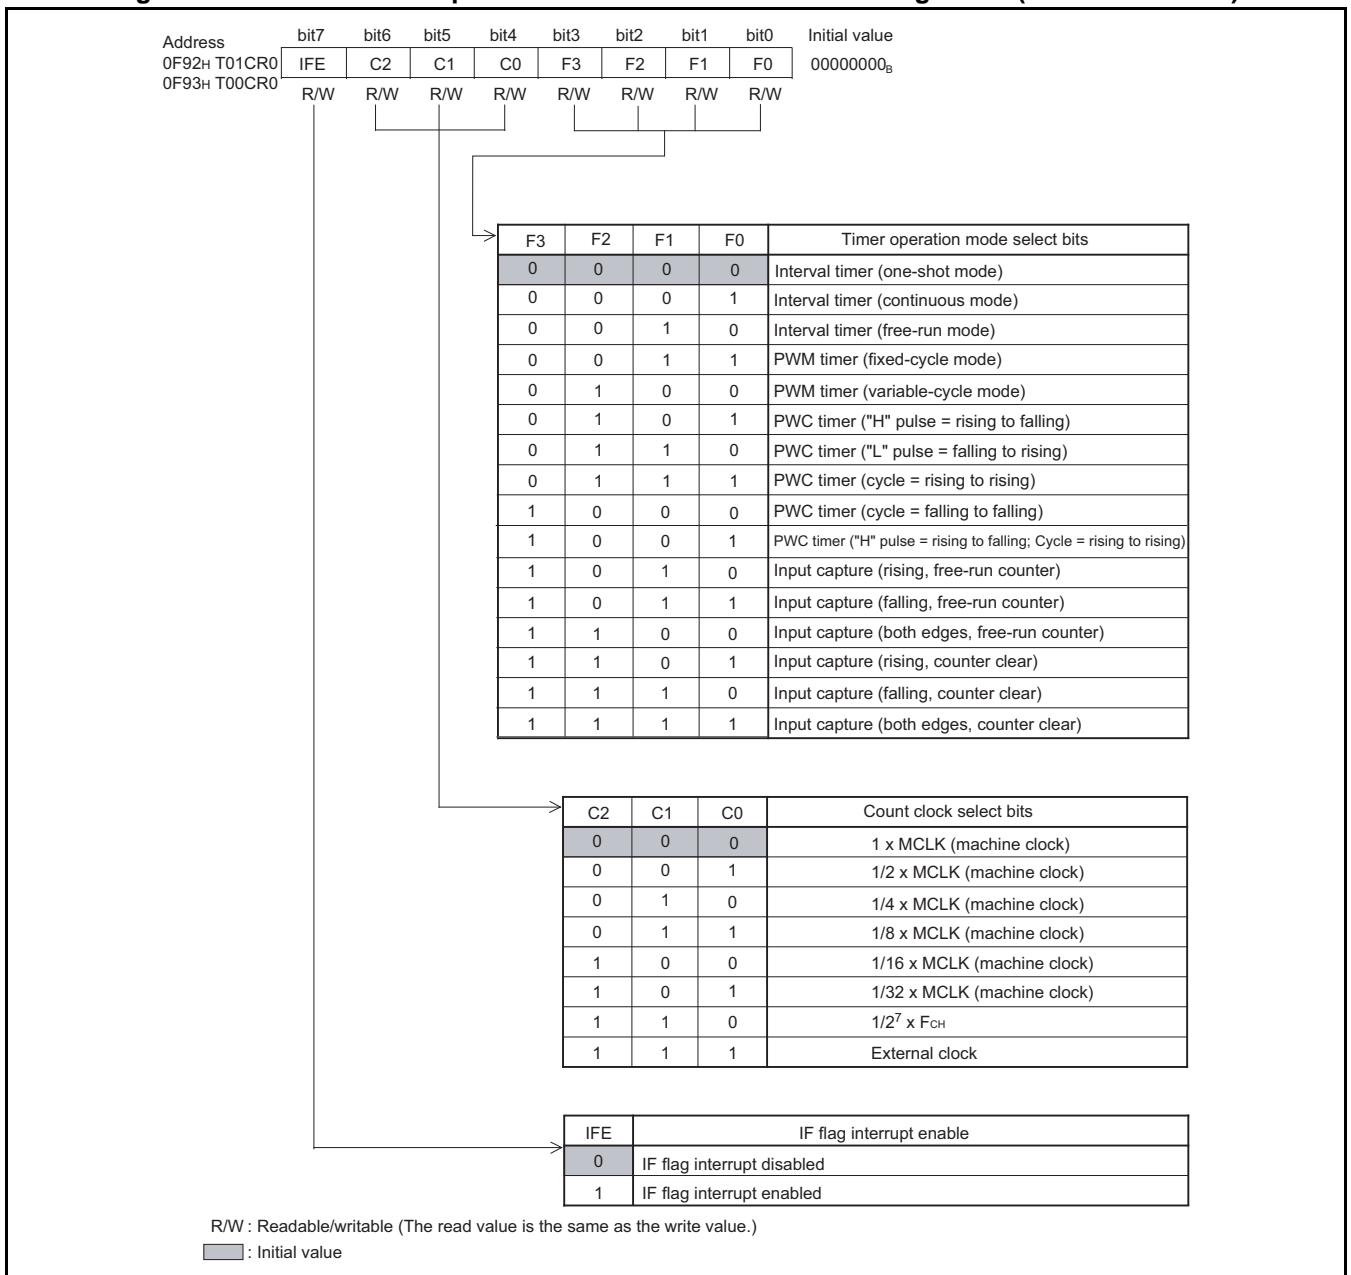 Address bit7 bit6 bit5 bit4 bit3 bit2 bit1 bit0 Initial value
0F92H T01CR0 IFE C2 C1 C0 F3 F2 F1 F0 00000000B
0F93H T00CR0 R/W R/W R/W R/W R/W R/W R/W R/W
F3 F2 F1 F0 Timer operation mode select bits
0 0 0 0 Interval timer (one-shot mode)
0 0 0 1 Interval timer (continuous mode)
0 0 1 0 Interval timer (free-run mode)
0 0 1 1 PWM timer (fixed-cycle mode)
0 1 0 0 PWM timer (variable-cycle mode)
0 1 0 1 PWC timer ("H" pulse = rising to falling)
0 1 1 0 PWC timer ("L" pulse = falling to rising)
0 1 1 1 PWC timer (cycle = rising to rising)
1 0 0 0 PWC timer (cycle = falling to falling)
1 0 0 1 PWC timer ("H" pulse = rising to falling; Cycle = rising to rising)
1 0 1 0 Input capture (rising, free-run counter)
1 0 1 1 Input capture (falling, free-run counter)
1 1 0 0 Input capture (both edges, free-run counter)
1 1 0 1 Input capture (rising, counter clear)
1 1 1 0 Input capture (falling, counter clear)
1 1 1 1 Input capture (both edges, counter clear)
C2 C1 C0 Count clock select bits
0 0 0 1 x MCLK (machine clock)
0 0 1 1/2 x MCLK (machine clock)
0 1 0 1/4 x MCLK (machine clock)
0 1 1 1/8 x MCLK (machine clock)
1 0 0 1/16 x MCLK (machine clock)
1 0 1 1/32 x MCLK (machine clock)
1 1 0 1/2⁷ x FCH
1 1 1 External clock
IFE IF flag interrupt enable
0 IF flag interrupt disabled
1 IF flag interrupt enabled
R/W : Readable/writable (The read value is the same as the write value.)
: Initial value